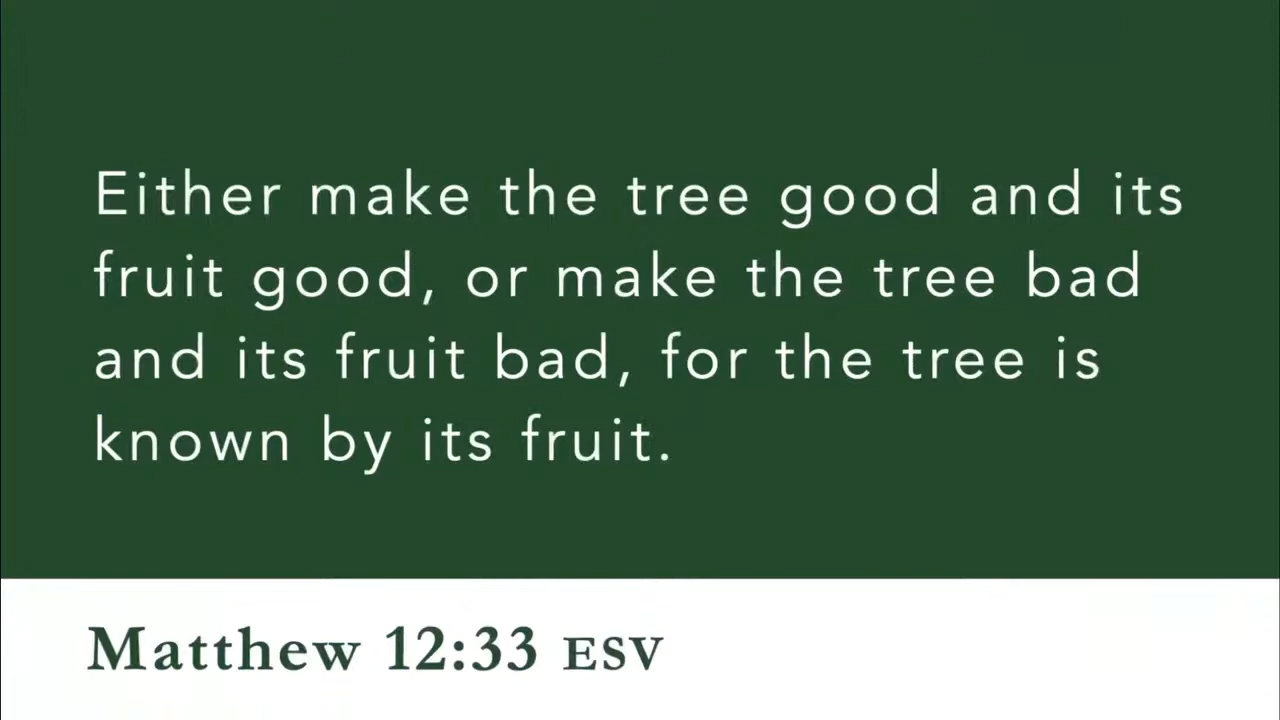 Either make the tree good and its
fruit good, or make the tree bad
and its fruit bad, for the tree is
known by its fruit.
Matthew 12:33 ESV